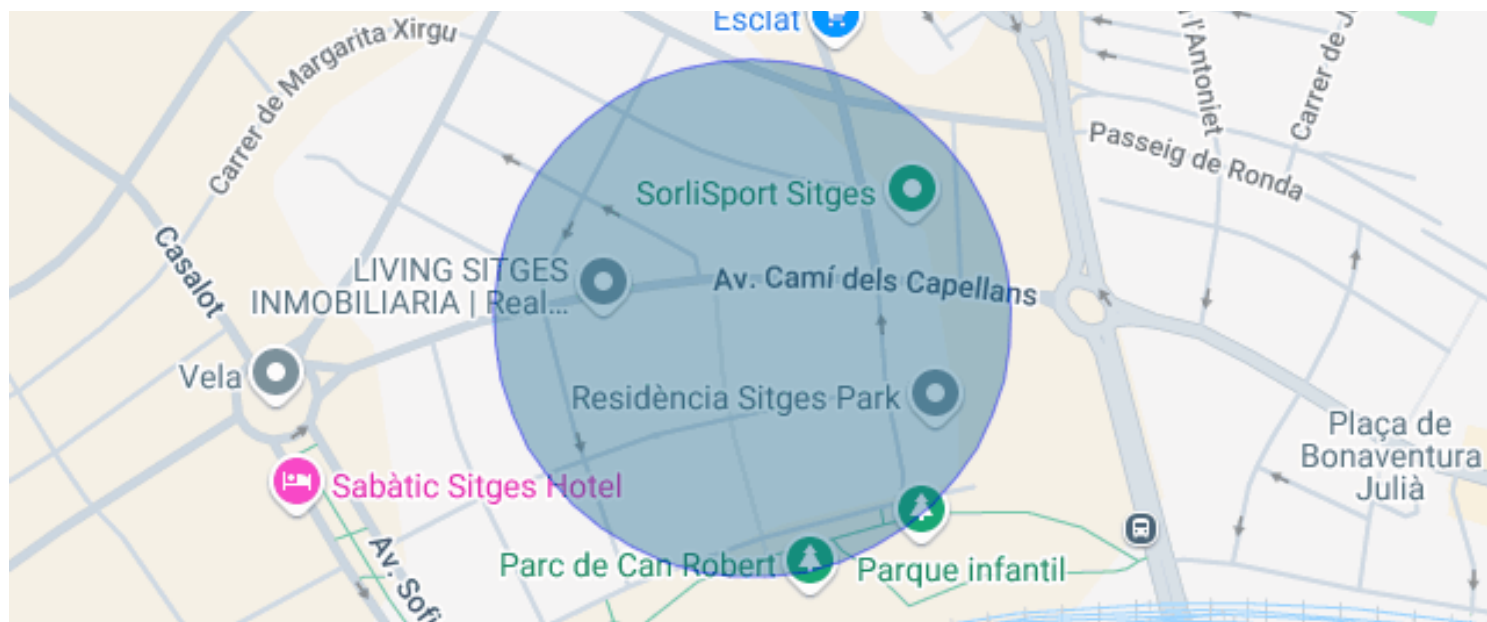 Esclat
Carrer de Margarita Xirgu
l'Antoniet
Carrer de J
Passeig de Ronda
SorliSport Sitges
Casalot
LIVING SITGES
INMOBILIARIA | Real...
Av. Camí dels Capellans
Vela
Residència Sitges Park
Plaça de
Bonaventura
Julià
Sabàtic Sitges Hotel
Av. Sofi
Parc de Can Robert
Parque infantil